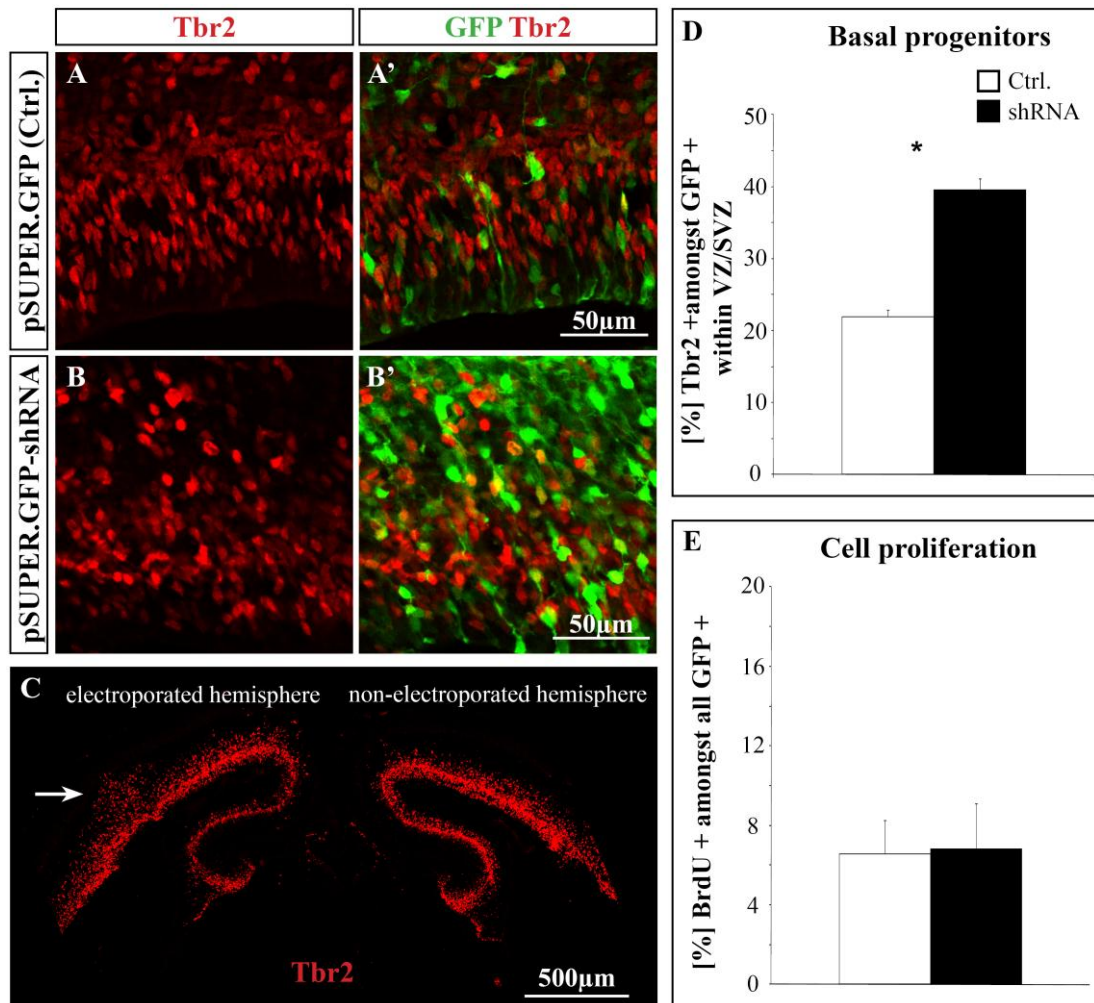 Tbr2
GFP Tbr2
pSUPER.GFP (Ctrl.)
A
A’
50µm
pSUPER.GFP-shRNA
B
B’
50µm
C
electroporated hemisphere
non-electroporated hemisphere
Tbr2
500µm
D
Basal progenitors
Ctrl.
shRNA
[%] Tbr2 +amongst GFP +
within VZ/SVZ
50
40
30
20
10
0
*
E
Cell proliferation
[%] BrdU + amongst all GFP +
20
16
12
8
4
0